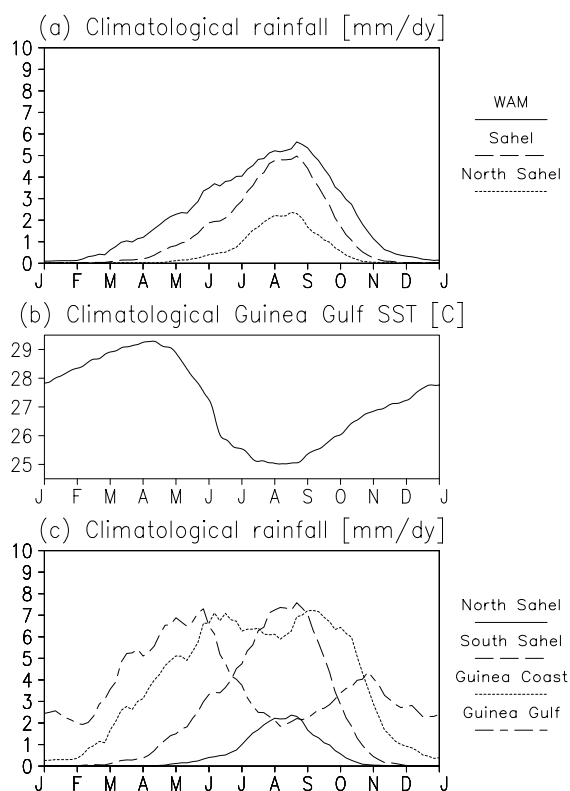 (a) Climatological rainfall [mm/dy]
10
9
8
7
6
5
4
3
2
1
0
J F M A M J J A S O N D J
WAM
Sahel
North Sahel
(b) Climatological Guinea Gulf SST [C]
29
28
27
26
25
J F M A M J J A S O N D J
(c) Climatological rainfall [mm/dy]
10
9
8
7
6
5
4
3
2
1
0
J F M A M J J A S O N D J
North Sahel
South Sahel
Guinea Coast
Guinea Gulf